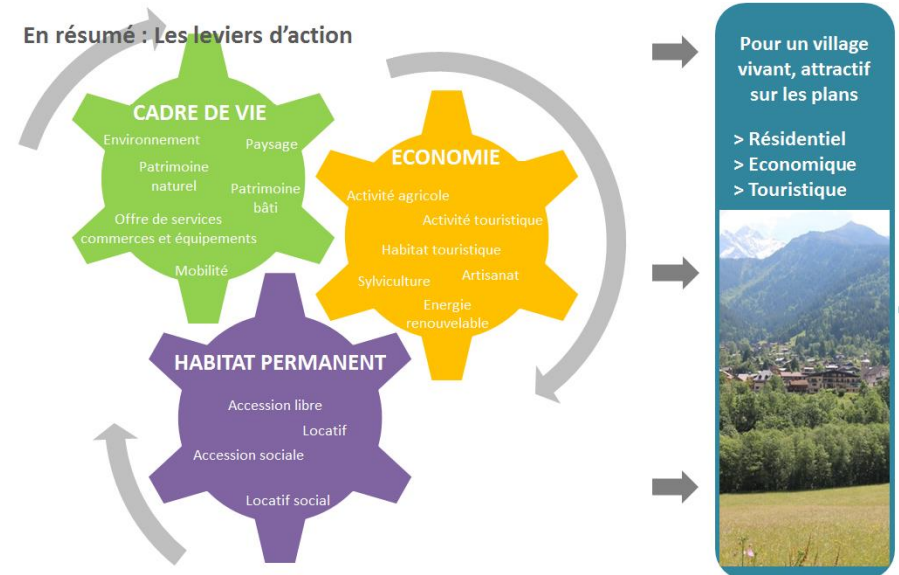 En résumé : Les leviers d'action
CADRE DE VIE
Environnement
Paysage
Patrimoine
naturel
Patrimoine
bâti
Offre de services
commerces et équipements
Mobilité
ECONOMIE
Activité agricole
Activité touristique
Habitat touristique
Sylviculture
Artisanat
Energie
renouvelable
HABITAT PERMANENT
Accession libre
Locatif
Accession sociale
Locatif social
Pour un village
vivant, attractif
sur les plans
> Résidentiel
> Economique
> Touristique